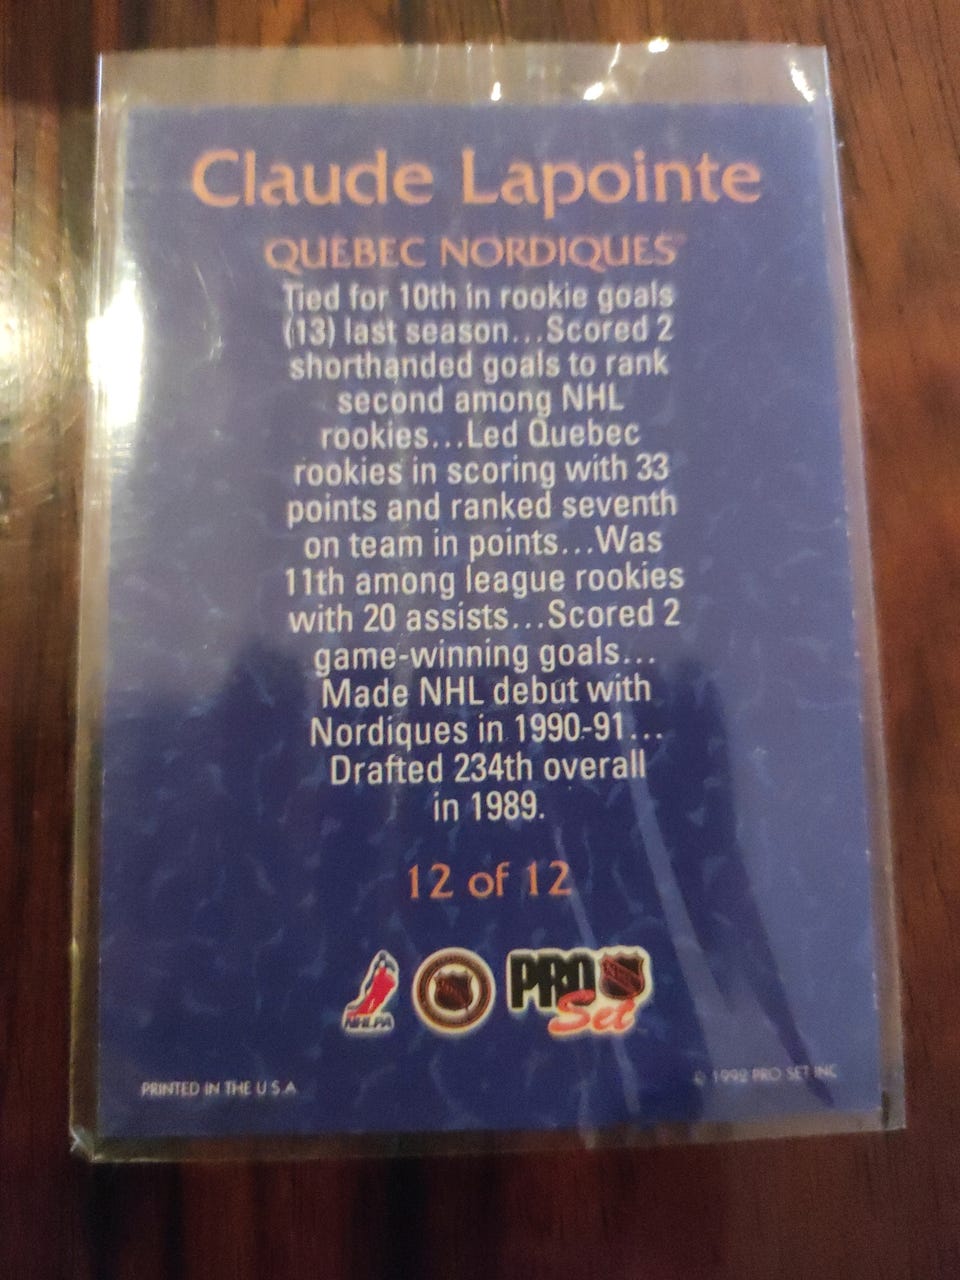 Claude Lapointe
QUEBEC NORDIQUES™
Tied for 10th in rookie goals
(13) last season...Scored 2
shorthanded goals to rank
second among NHL
rookies...Led Quebec
rookies in scoring with 33
points and ranked seventh
on team in points...Was
11th among league rookies
with 20 assists...Scored 2
game-winning goals...
Made NHL debut with
Nordiques in 1990-91...
Drafted 234th overall
in 1989.
12 of 12
NHLPA
PRO
Set
PRINTED IN THE U S A
© 1992 PRO SET INC